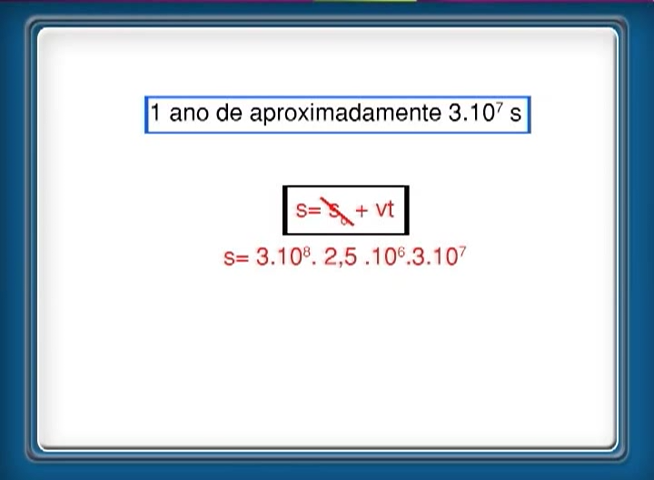 1 ano de aproximadamente 3.10⁷ s
s= s₀ + vt
s= 3.10⁸. 2,5 .10⁶.3.10⁷